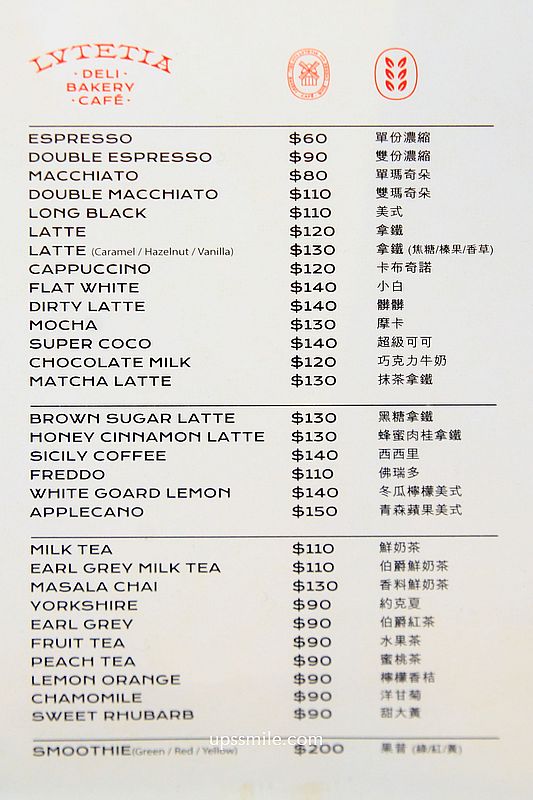 LVTETIA
·DELI·
BAKERY
·CAFÉ·
ESPRESSO $60 單份濃縮
DOUBLE ESPRESSO $90 雙份濃縮
MACCHIATO $80 單瑪奇朵
DOUBLE MACCHIATO $110 雙瑪奇朵
LONG BLACK $110 美式
LATTE $120 拿鐵
LATTE (Caramel / Hazelnut / Vanilla) $130 拿鐵 (焦糖/榛果/香草)
CAPPUCCINO $120 卡布奇諾
FLAT WHITE $140 小白
DIRTY LATTE $140 髒髒
MOCHA $130 摩卡
SUPER COCO $140 超級可可
CHOCOLATE MILK $120 巧克力牛奶
MATCHA LATTE $130 抹茶拿鐵
BROWN SUGAR LATTE $130 黑糖拿鐵
HONEY CINNAMON LATTE $130 蜂蜜肉桂拿鐵
SICILY COFFEE $140 西西里
FREDDO $110 佛瑞多
WHITE GOARD LEMON $140 冬瓜檸檬美式
APPLECANO $150 青森蘋果美式
MILK TEA $110 鮮奶茶
EARL GREY MILK TEA $110 伯爵鮮奶茶
MASALA CHAI $130 香料鮮奶茶
YORKSHIRE $90 約克夏
EARL GREY $90 伯爵紅茶
FRUIT TEA $90 水果茶
PEACH TEA $90 蜜桃茶
LEMON ORANGE $90 檸檬香桔
CHAMOMILE $90 洋甘菊
SWEET RHUBARB $90 甜大黃
upssmile.com
SMOOTHIE(Green / Red / Yellow) $200 果昔 (綠/紅/黃)